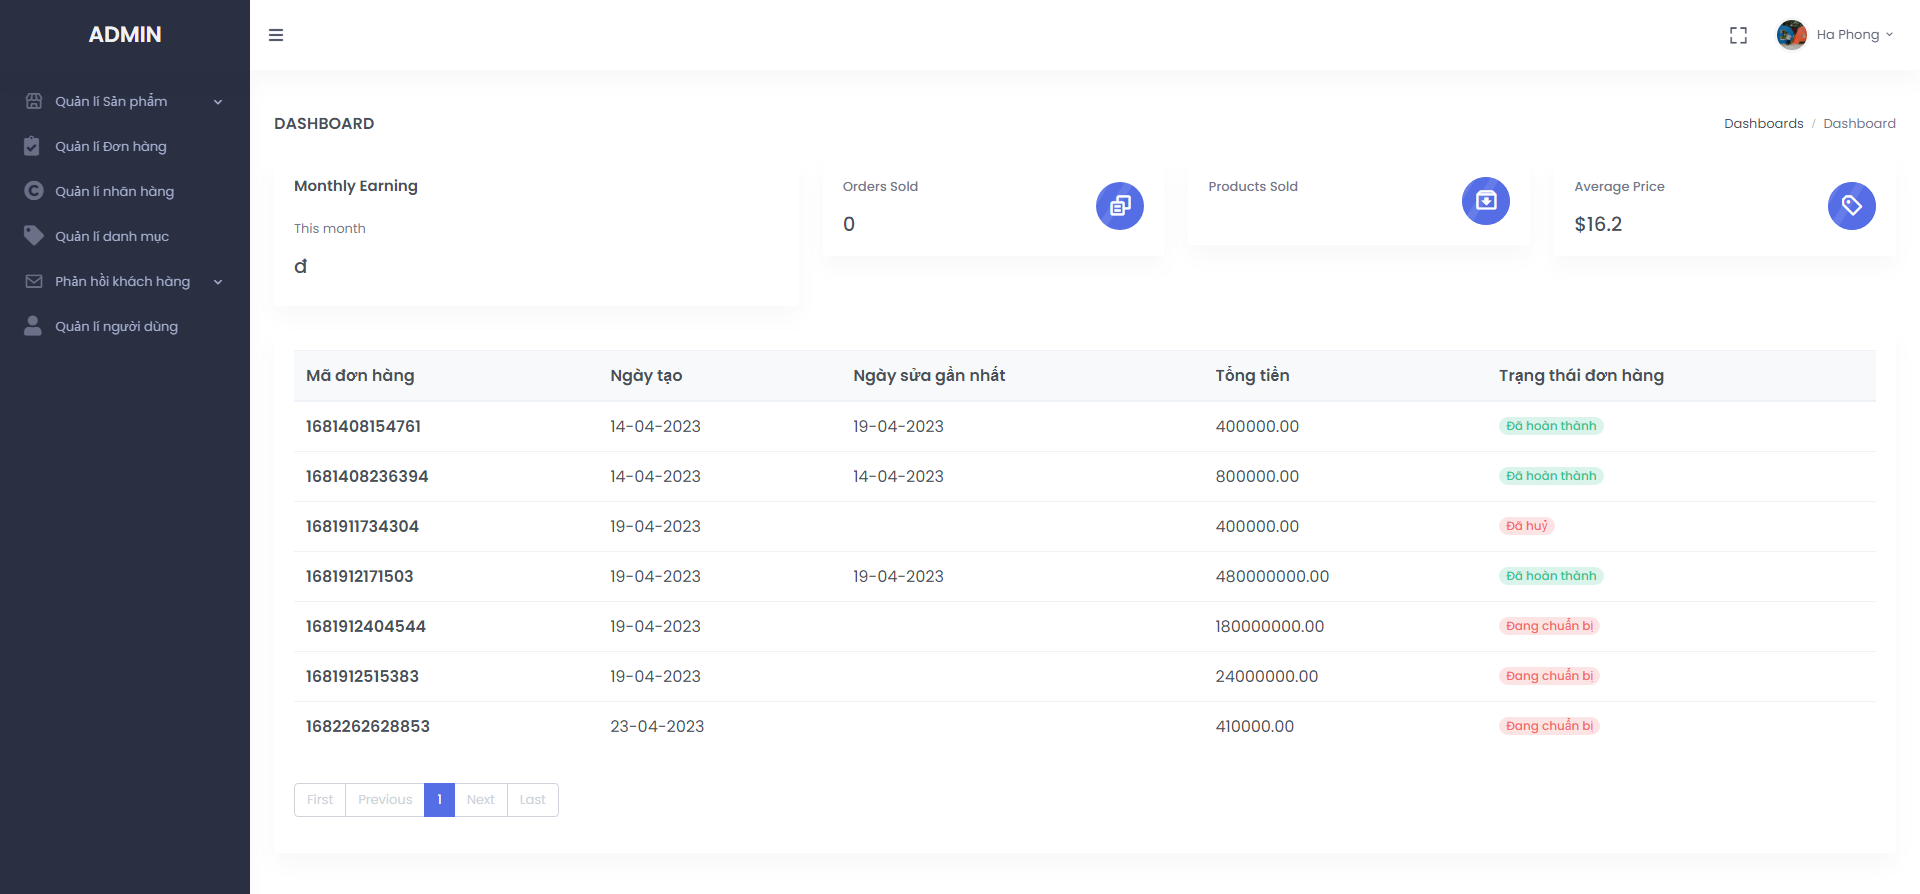 ADMIN
Quản lí Sản phẩm
Quản lí Đơn hàng
Quản lí nhãn hàng
Quản lí danh mục
Phản hồi khách hàng
Quản lí người dùng
Ha Phong
DASHBOARD
Dashboards / Dashboard
Monthly Earning
This month
đ
Orders Sold
0
Products Sold
Average Price
$16.2
Mã đơn hàng Ngày tạo Ngày sửa gần nhất Tổng tiền Trạng thái đơn hàng
1681408154761 14-04-2023 19-04-2023 400000.00 Đã hoàn thành
1681408236394 14-04-2023 14-04-2023 800000.00 Đã hoàn thành
1681911734304 19-04-2023 400000.00 Đã huỷ
1681912171503 19-04-2023 19-04-2023 480000000.00 Đã hoàn thành
1681912404544 19-04-2023 180000000.00 Đang chuẩn bị
1681912515383 19-04-2023 24000000.00 Đang chuẩn bị
1682262628853 23-04-2023 410000.00 Đang chuẩn bị
First Previous 1 Next Last